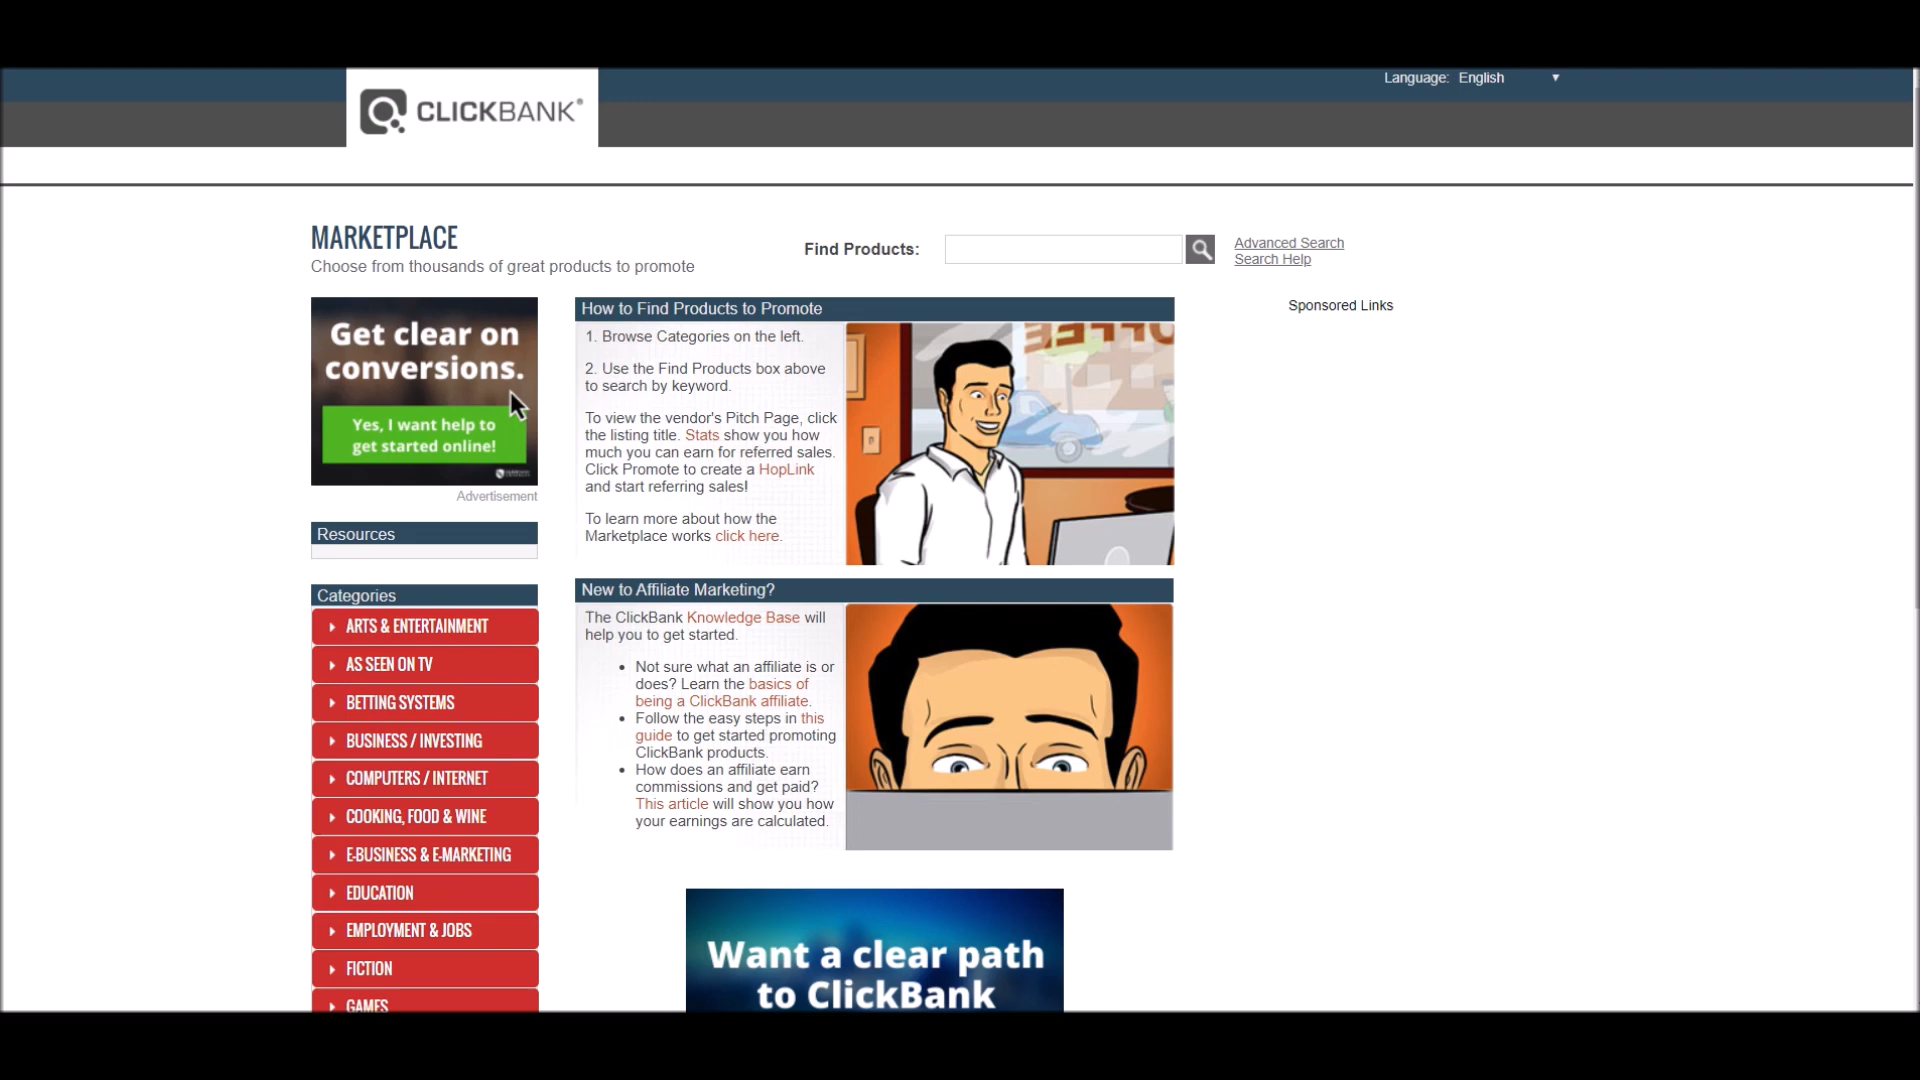 Language: English
CLICKBANK®
MARKETPLACE
Choose from thousands of great products to promote
Find Products:
Advanced Search
Search Help
Get clear on
conversions.
Yes, I want help to
get started online!
Advertisement
Resources
Categories
ARTS & ENTERTAINMENT
AS SEEN ON TV
BETTING SYSTEMS
BUSINESS / INVESTING
COMPUTERS / INTERNET
COOKING, FOOD & WINE
E-BUSINESS & E-MARKETING
EDUCATION
EMPLOYMENT & JOBS
FICTION
GAMES
How to Find Products to Promote
1. Browse Categories on the left.
2. Use the Find Products box above
to search by keyword.
To view the vendor's Pitch Page, click
the listing title. Stats show you how
much you can earn for referred sales.
Click Promote to create a HopLink
and start referring sales!
To learn more about how the
Marketplace works click here.
New to Affiliate Marketing?
The ClickBank Knowledge Base will
help you to get started.
• Not sure what an affiliate is or
does? Learn the basics of
being a ClickBank affiliate.
• Follow the easy steps in this
guide to get started promoting
ClickBank products.
• How does an affiliate earn
commissions and get paid?
This article will show you how
your earnings are calculated.
Want a clear path
to ClickBank
Sponsored Links